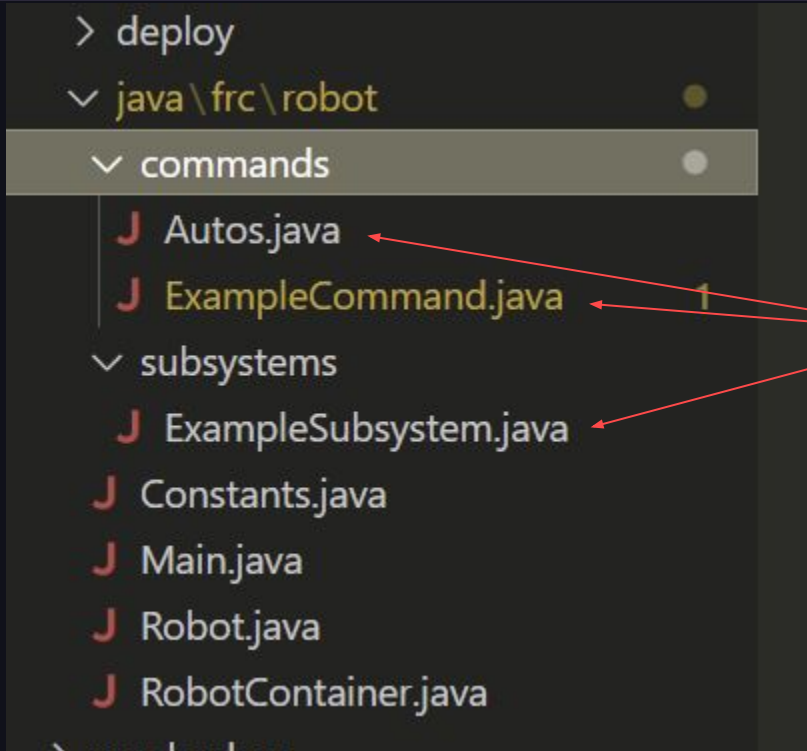 deploy
java\frc\robot
commands
J Autos.java
J ExampleCommand.java 1
subsystems
J ExampleSubsystem.java
J Constants.java
J Main.java
J Robot.java
J RobotContainer.java